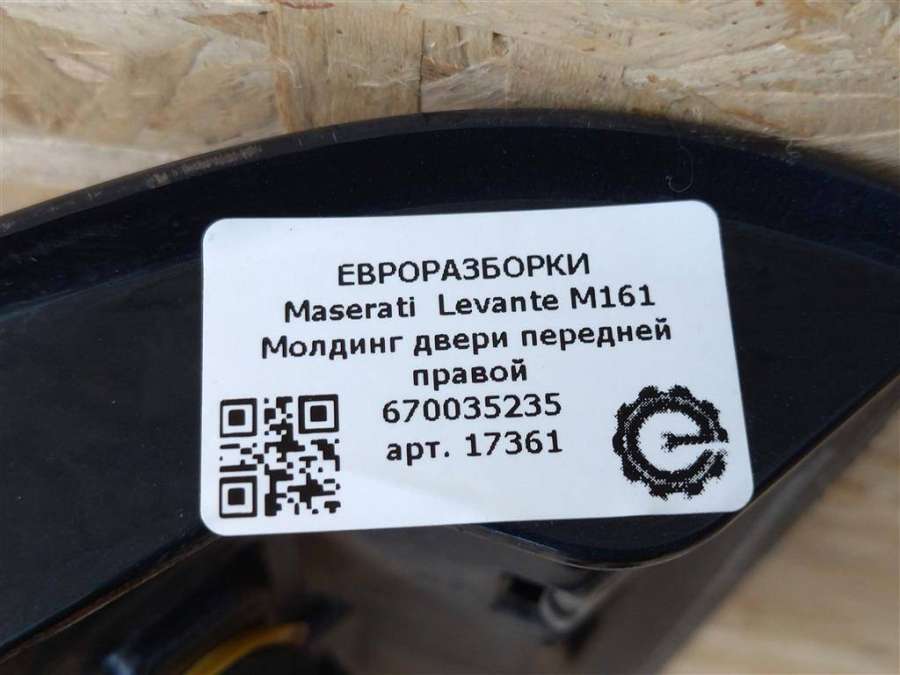 ЕВРОРАЗБОРКИ
Maserati Levante M161
Молдинг двери передней
правой
670035235
арт. 17361